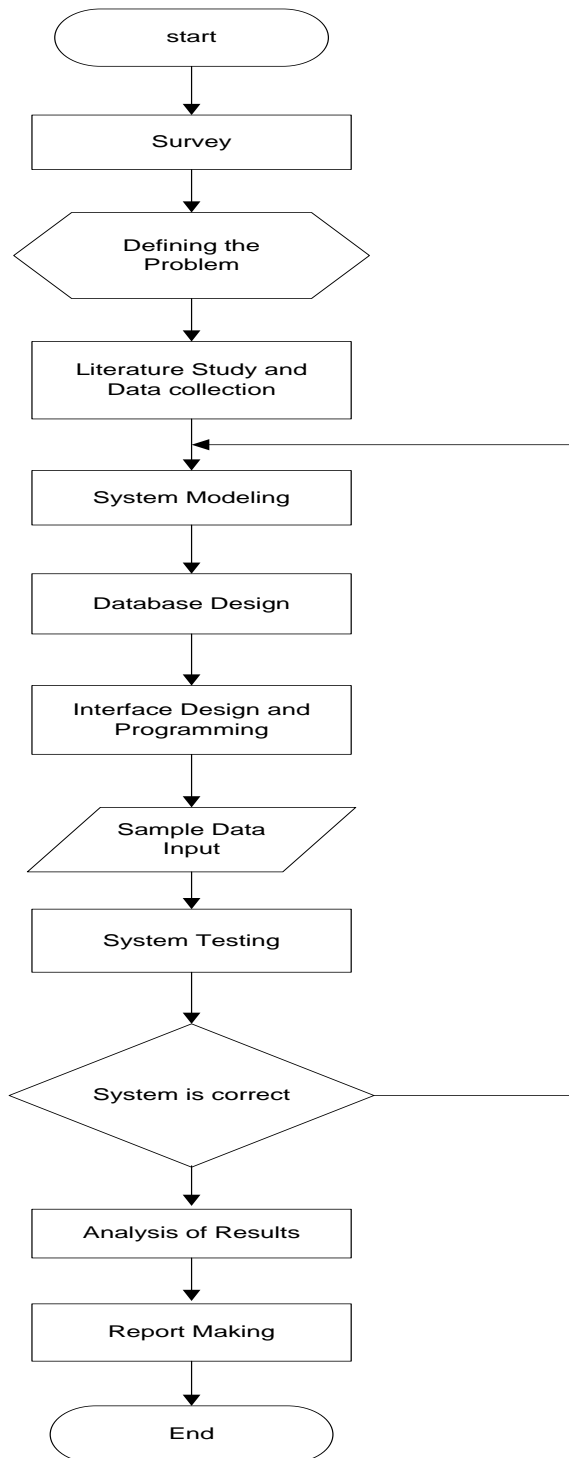 start
Survey
Defining the
Problem
Literature Study and
Data collection
System Modeling
Database Design
Interface Design and
Programming
Sample Data
Input
System Testing
System is correct
Analysis of Results
Report Making
End